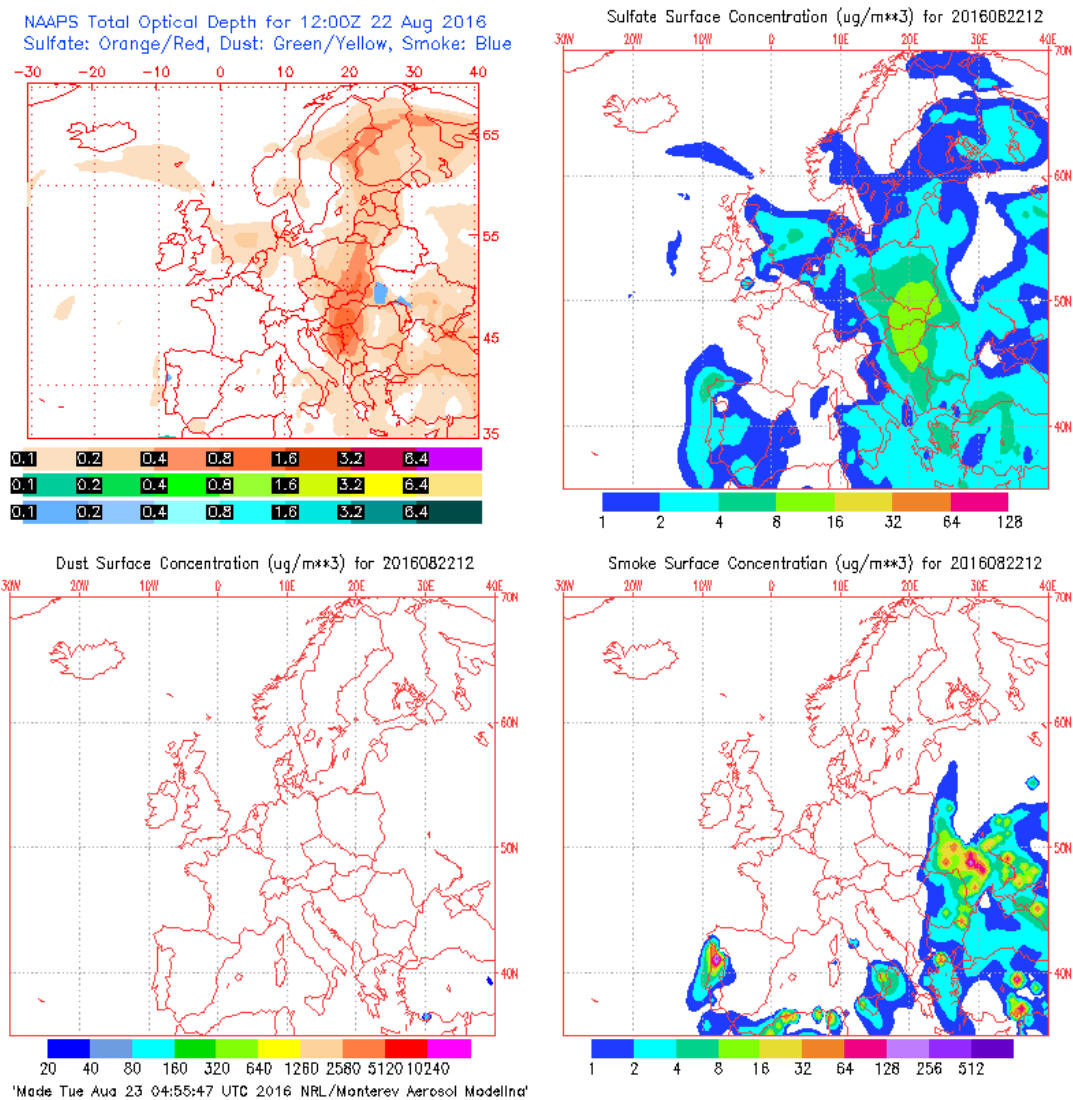 NAAPS Total Optical Depth for 12:00Z 22 Aug 2016
Sulfate: Orange/Red, Dust: Green/Yellow, Smoke: Blue
-30 -20 -10 0 10 20 30 40
65
55
45
35
0.1 0.2 0.4 0.8 1.6 3.2 6.4
0.1 0.2 0.4 0.8 1.6 3.2 6.4
0.1 0.2 0.4 0.8 1.6 3.2 6.4
Sulfate Surface Concentration (ug/m**3) for 2016082212
30W 20W 10W 0 10E 20E 30E 40E
70N
60N
50N
40N
1 2 4 8 16 32 64 128
Dust Surface Concentration (ug/m**3) for 2016082212
30W 20W 10W 0 10E 20E 30E 40E
70N
60N
50N
40N
20 40 80 160 320 640 1280 2560 5120 10240
'Made Tue Aug 23 04:55:47 UTC 2016 NRL/Monterey Aerosol Modeling'
Smoke Surface Concentration (ug/m**3) for 2016082212
30W 20W 10W 0 10E 20E 30E 40E
70N
60N
50N
40N
1 2 4 8 16 32 64 128 256 512